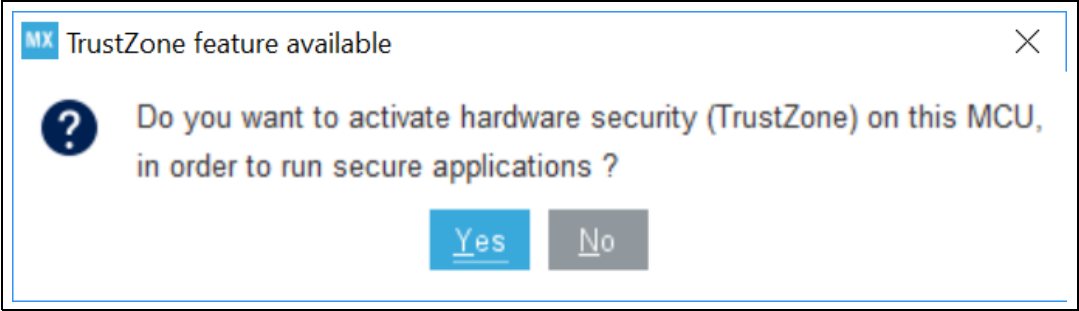 MX TrustZone feature available
?
Do you want to activate hardware security (TrustZone) on this MCU,
in order to run secure applications ?
Yes No